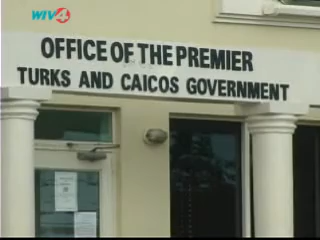 WIV4
OFFICE OF THE PREMIER
TURKS AND CAICOS GOVERNMENT